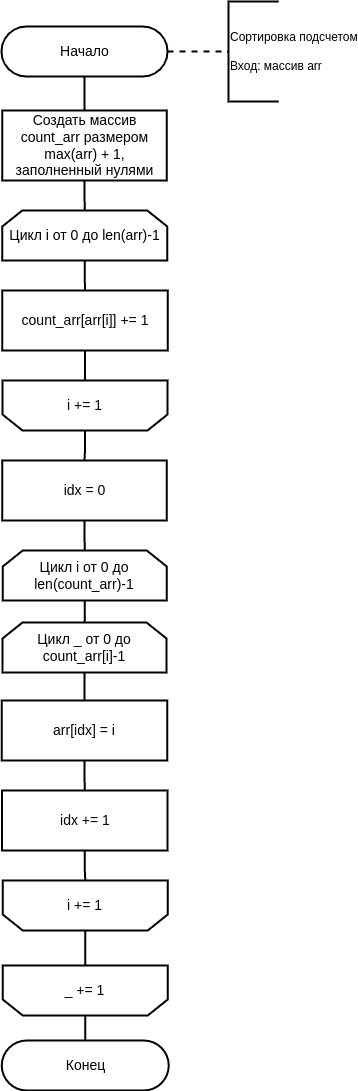 Сортировка подсчетом
Начало
Вход: массив arr
Создать массив
count_arr размером
max(arr) + 1,
заполненный нулями
Цикл i от 0 до len(arr)-1
count_arr[arr[i]] += 1
i += 1
idx = 0
Цикл i от 0 до
len(count_arr)-1
Цикл _ от 0 до
count_arr[i]-1
arr[idx] = i
idx += 1
i += 1
_ += 1
Конец